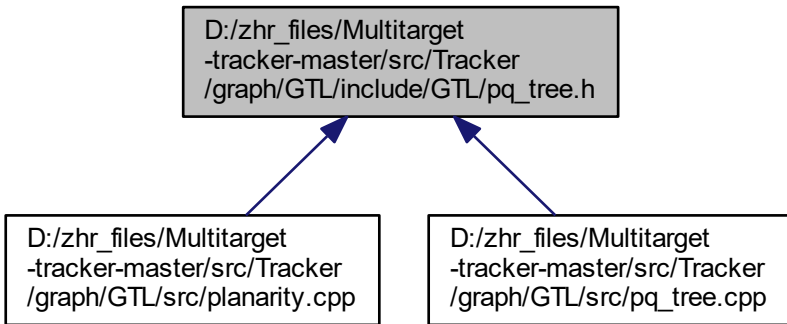 D:/zhr_files/Multitarget
-tracker-master/src/Tracker
/graph/GTL/include/GTL/pq_tree.h
D:/zhr_files/Multitarget
-tracker-master/src/Tracker
/graph/GTL/src/planarity.cpp
D:/zhr_files/Multitarget
-tracker-master/src/Tracker
/graph/GTL/src/pq_tree.cpp